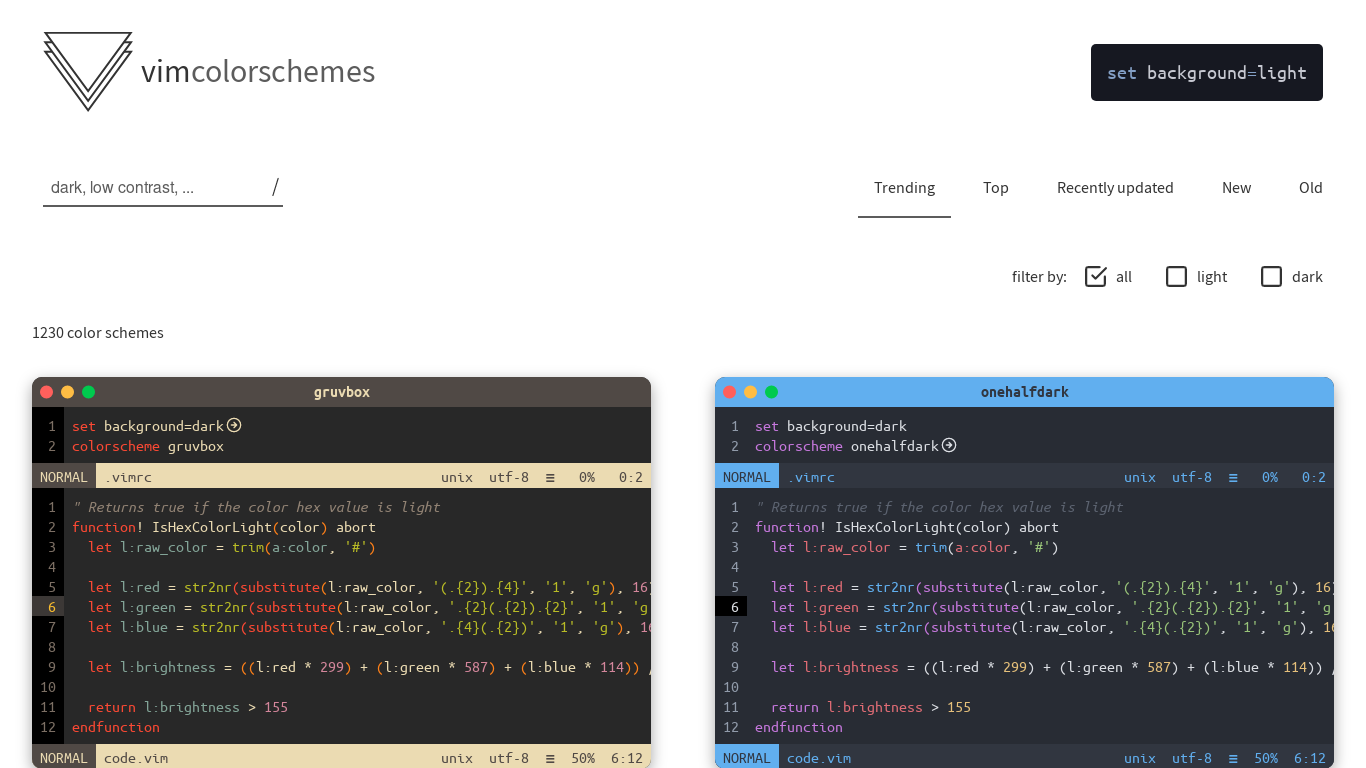 vimcolorschemes
set background=light
dark, low contrast, ... /
Trending Top Recently updated New Old
filter by: all light dark
1230 color schemes
gruvbox
1 set background=dark
2 colorscheme gruvbox
NORMAL .vimrc unix utf-8 ≡ 0% 0:2
1 " Returns true if the color hex value is light
2 function! IsHexColorLight(color) abort
3 let l:raw_color = trim(a:color, '#')
4
5 let l:red = str2nr(substitute(l:raw_color, '(.{2}).{4}', '1', 'g'), 16
6 let l:green = str2nr(substitute(l:raw_color, '.{2}(.{2}).{2}', '1', 'g
7 let l:blue = str2nr(substitute(l:raw_color, '.{4}(.{2})', '1', 'g'), 16
8
9 let l:brightness = ((l:red * 299) + (l:green * 587) + (l:blue * 114)) /
10
11 return l:brightness > 155
12 endfunction
NORMAL code.vim unix utf-8 ≡ 50% 6:12
onehalfdark
1 set background=dark
2 colorscheme onehalfdark
NORMAL .vimrc unix utf-8 ≡ 0% 0:2
1 " Returns true if the color hex value is light
2 function! IsHexColorLight(color) abort
3 let l:raw_color = trim(a:color, '#')
4
5 let l:red = str2nr(substitute(l:raw_color, '(.{2}).{4}', '1', 'g'), 16
6 let l:green = str2nr(substitute(l:raw_color, '.{2}(.{2}).{2}', '1', 'g
7 let l:blue = str2nr(substitute(l:raw_color, '.{4}(.{2})', '1', 'g'), 16
8
9 let l:brightness = ((l:red * 299) + (l:green * 587) + (l:blue * 114)) /
10
11 return l:brightness > 155
12 endfunction
NORMAL code.vim unix utf-8 ≡ 50% 6:12